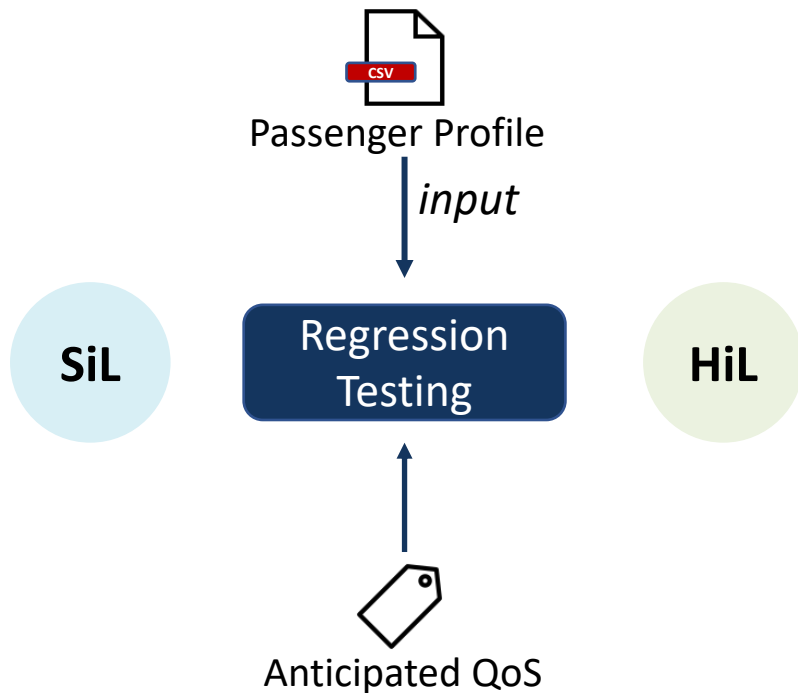 CSV
Passenger Profile
input
SiL
Regression
Testing
HiL
Anticipated QoS